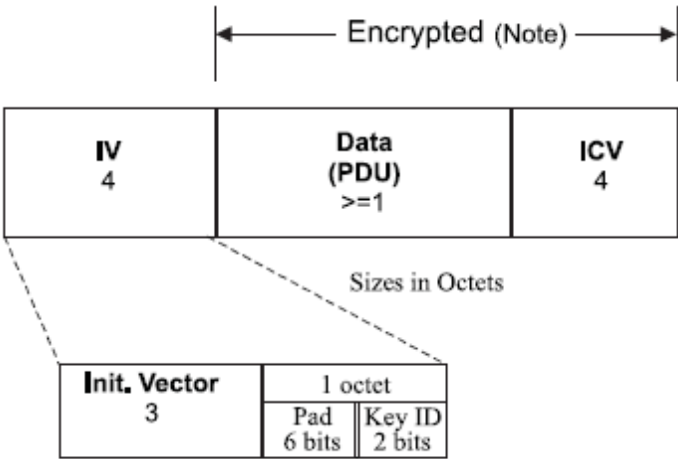 Encrypted (Note)
IV
4
Data
(PDU)
>=1
ICV
4
Sizes in Octets
Init. Vector
3
1 octet
Pad
6 bits
Key ID
2 bits